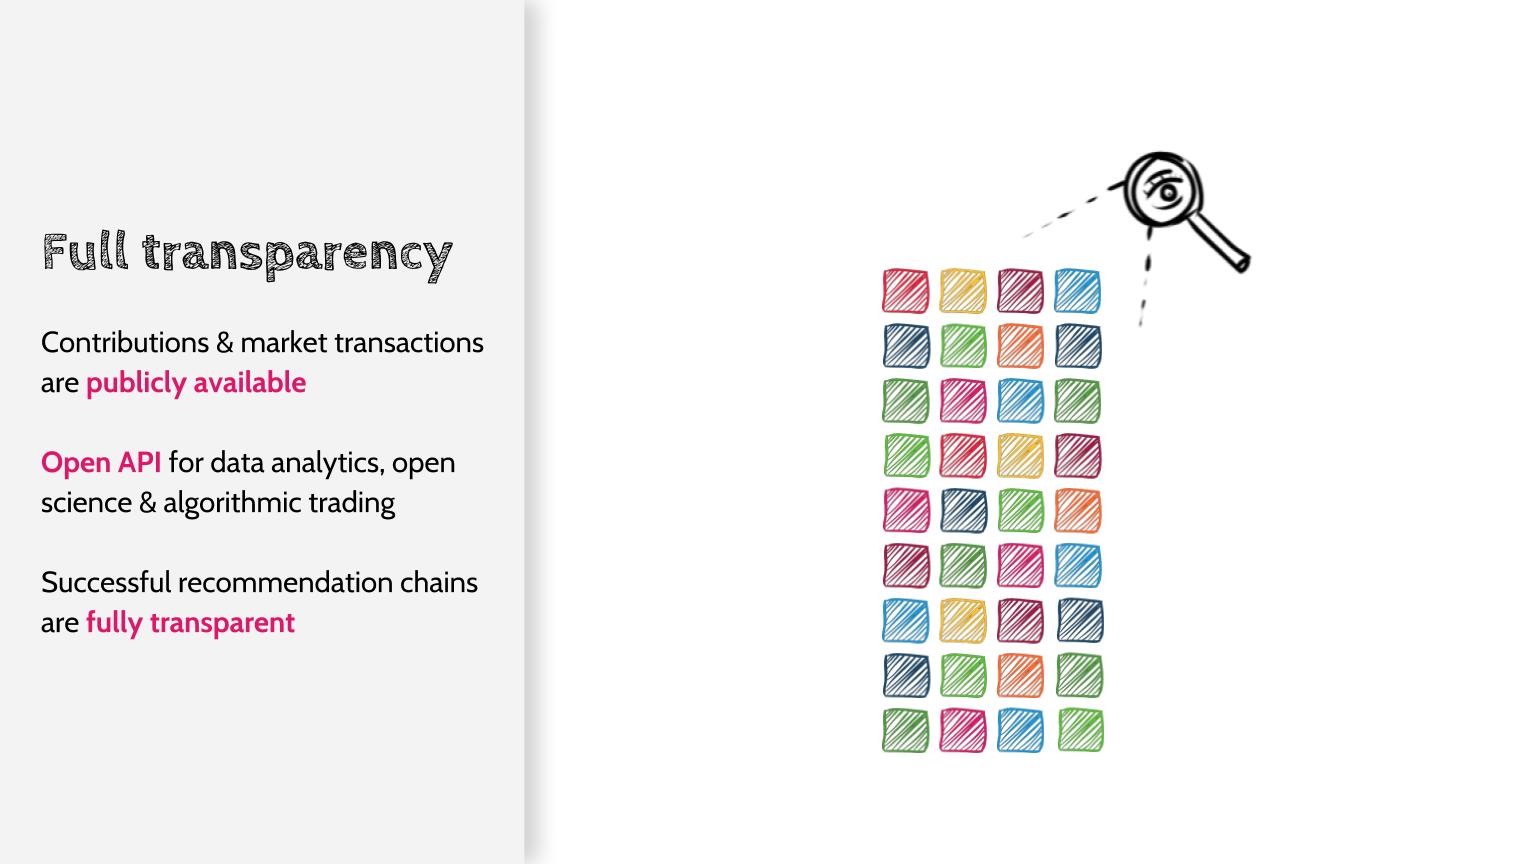 Full transparency
Contributions & market transactions
are publicly available
Open API for data analytics, open
science & algorithmic trading
Successful recommendation chains
are fully transparent